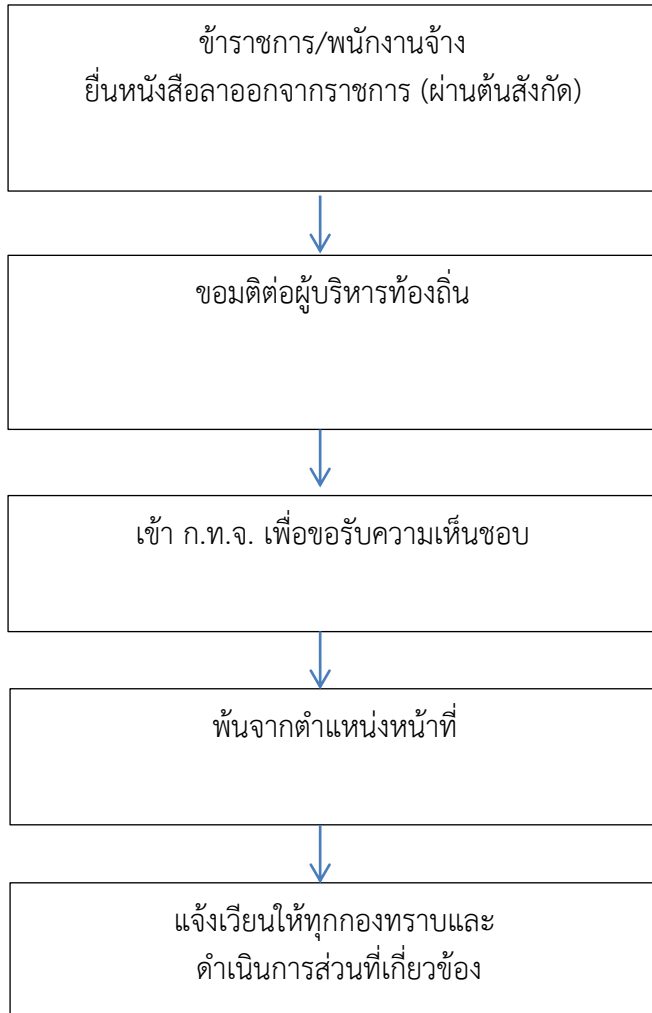 ข้าราชการ/พนักงานจ้าง
ยื่นหนังสือลาออกจากราชการ (ผ่านต้นสังกัด)
ขอมติต่อผู้บริหารท้องถิ่น
เข้า ก.ท.จ. เพื่อขอรับความเห็นชอบ
พ้นจากตำแหน่งหน้าที่
แจ้งเวียนให้ทุกกองทราบและ
ดำเนินการส่วนที่เกี่ยวข้อง